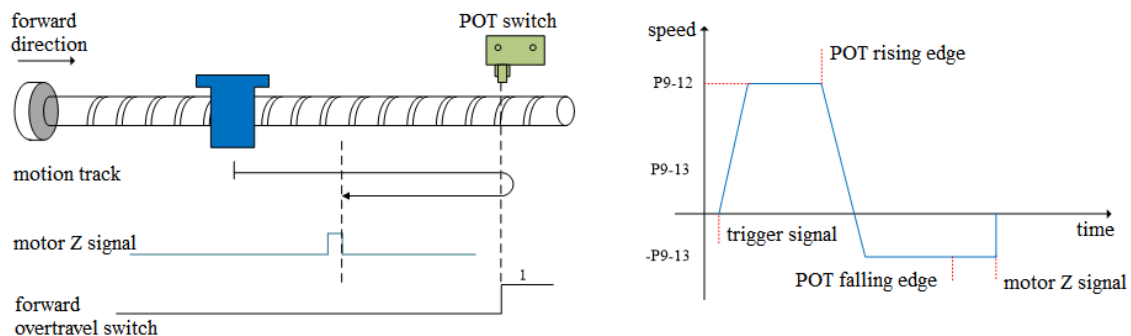 forward
direction
POT switch
motion track
motor Z signal
1
forward
overtravel switch
speed
POT rising edge
P9-12
P9-13
trigger signal
time
-P9-13
POT falling edge
motor Z signal